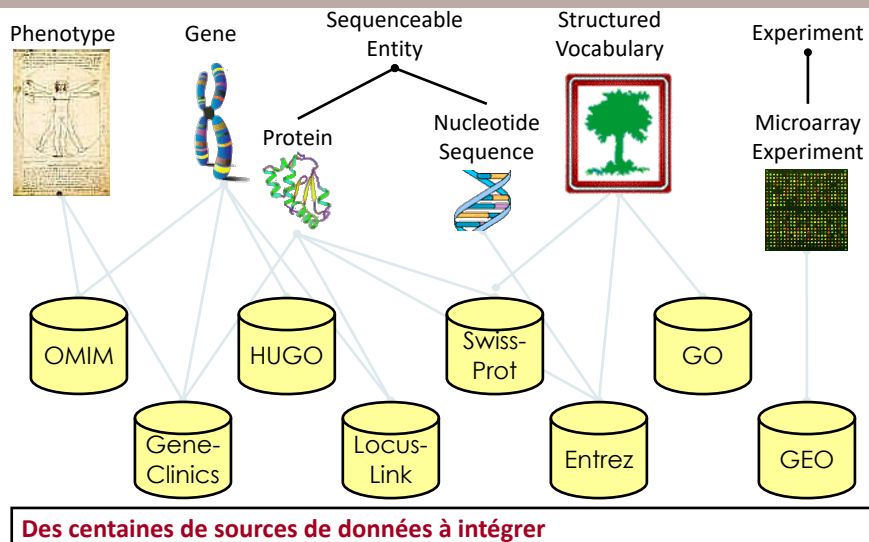 Phenotype
Gene
Sequenceable
Entity
Structured
Vocabulary
Experiment
Protein
Nucleotide
Sequence
Microarray
Experiment
OMIM
HUGO
Swiss-
Prot
GO
Gene-
Clinics
Locus-
Link
Entrez
GEO
Des centaines de sources de données à intégrer